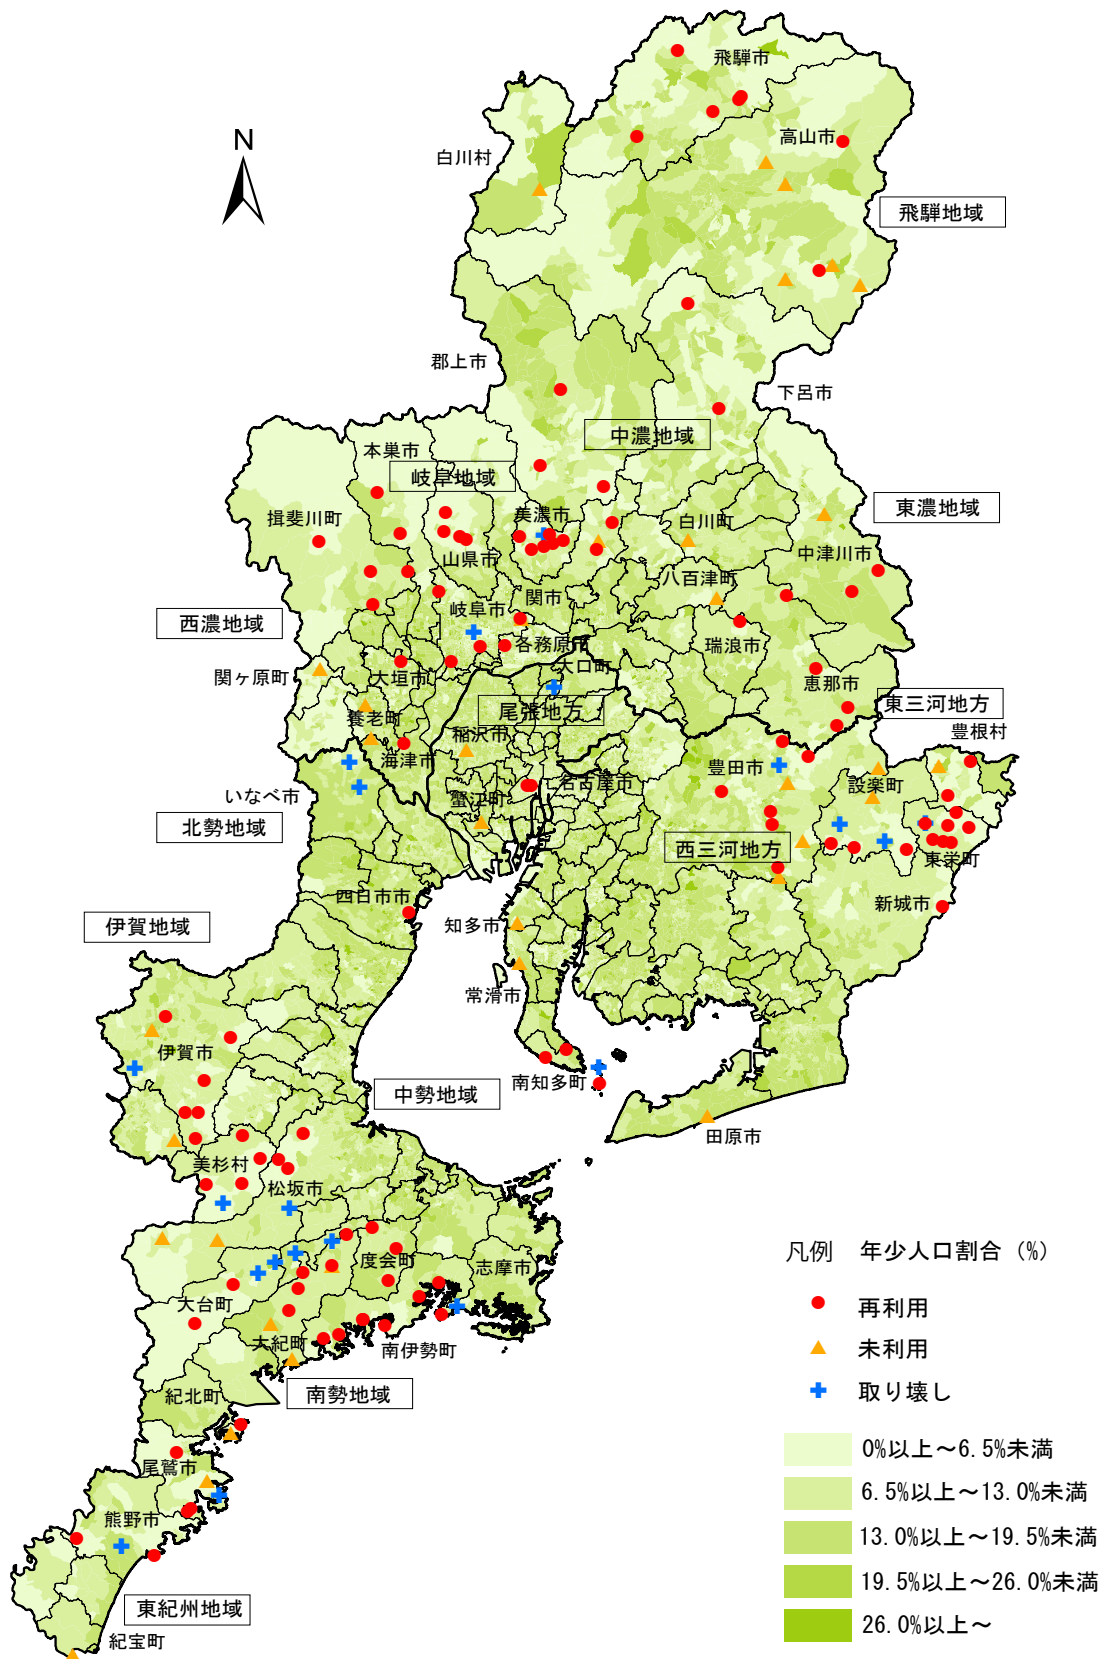 飛騨市
N
高山市
白川村
飛騨地域
郡上市
下呂市
中濃地域
本巣市
岐阜地域
東濃地域
揖斐川町
美濃市
白川町
中津川市
山県市
八百津町
関市
岐阜市
西濃地域
各務原市
瑞浪市
大口町
関ヶ原町
大垣市
恵那市
東三河地方
尾張地方
養老町
豊根村
稲沢市
海津市
豊田市
名古屋市
設楽町
いなべ市
蟹江町
北勢地域
西三河地方
東栄町
四日市市
新城市
伊賀地域
知多市
常滑市
伊賀市
南知多町
中勢地域
田原市
美杉村
松坂市
度会町
志摩市
凡例 年少人口割合(%)
大台町
再利用
大紀町
南伊勢町
未利用
紀北町
南勢地域
取り壊し
0%以上~6.5%未満
尾鷲市
6.5%以上~13.0%未満
熊野市
13.0%以上~19.5%未満
19.5%以上~26.0%未満
東紀州地域
26.0%以上~
紀宝町